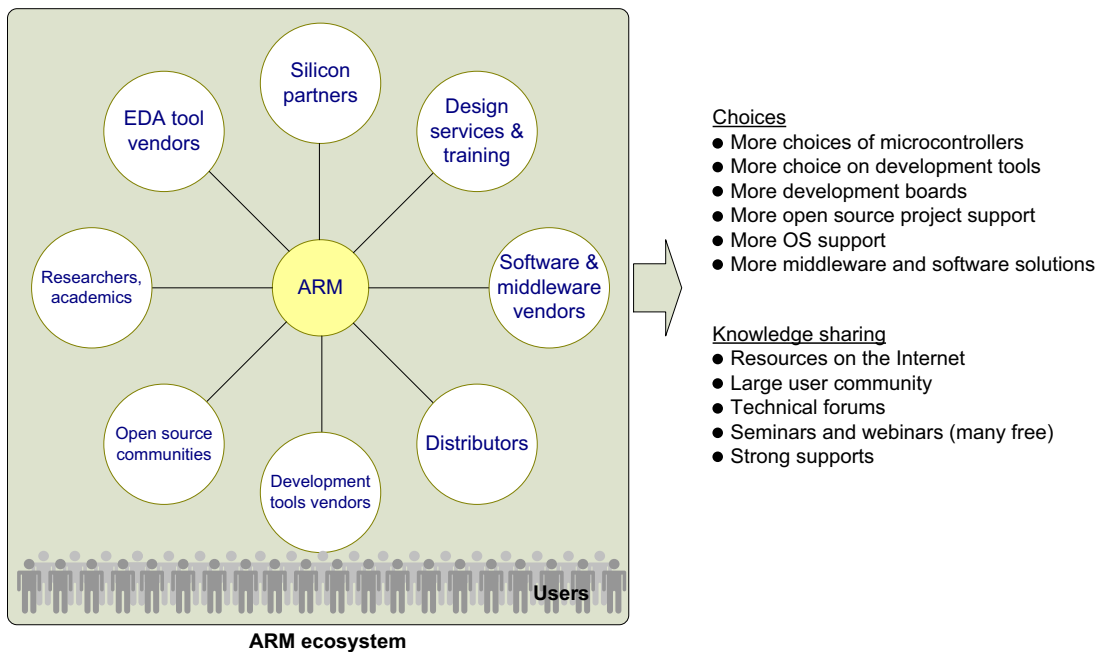 Silicon
partners
EDA tool
vendors
Design
services &
training
Researchers,
academics
ARM
Software &
middleware
vendors
Open source
communities
Development
tools vendors
Distributors
Users
ARM ecosystem
Choices
● More choices of microcontrollers
● More choice on development tools
● More development boards
● More open source project support
● More OS support
● More middleware and software solutions
Knowledge sharing
● Resources on the Internet
● Large user community
● Technical forums
● Seminars and webinars (many free)
● Strong supports